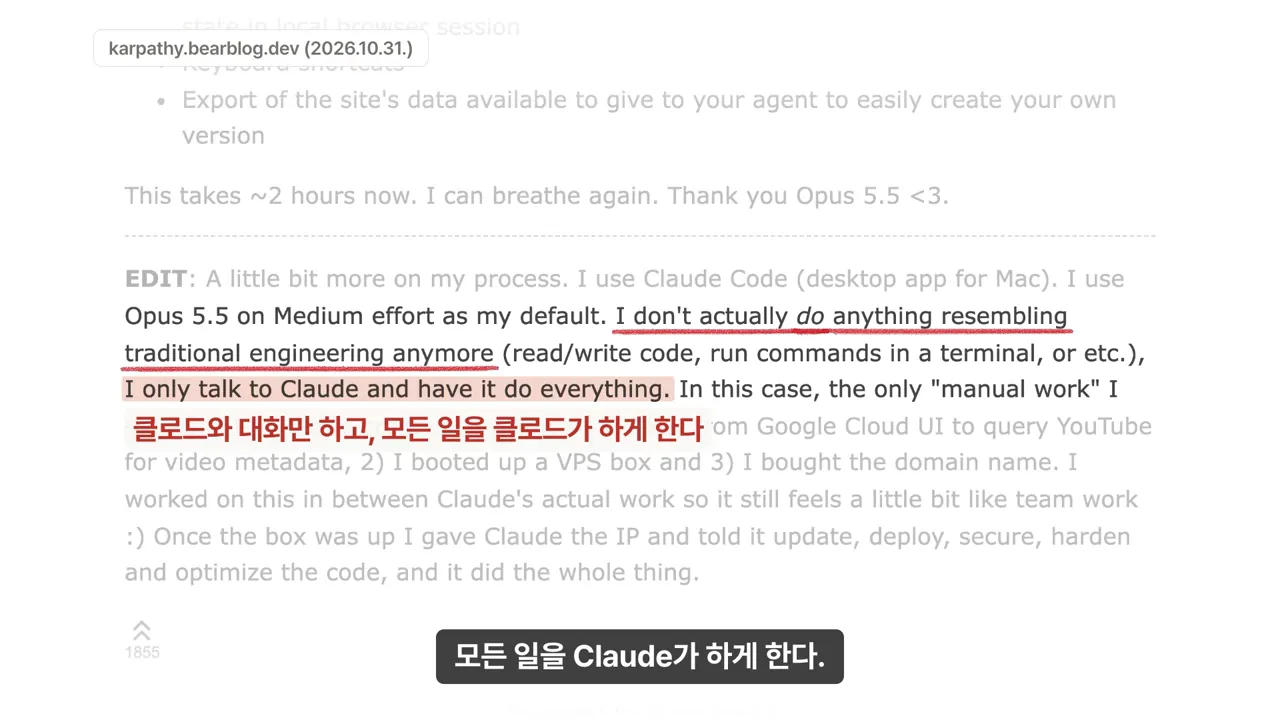 state in local browser session
karpathy.bearblog.dev (2026.10.31.)
Keyboard shortcuts
• Export of the site's data available to give to your agent to easily create your own
version
This takes ~2 hours now. I can breathe again. Thank you Opus 5.5 <3.
EDIT: A little bit more on my process. I use Claude Code (desktop app for Mac). I use
Opus 5.5 on Medium effort as my default. I don't actually do anything resembling
traditional engineering anymore (read/write code, run commands in a terminal, or etc.),
I only talk to Claude and have it do everything. In this case, the only "manual work" I
클로드와 대화만 하고, 모든 일을 클로드가 하게 한다
om Google Cloud UI to query YouTube
for video metadata, 2) I booted up a VPS box and 3) I bought the domain name. I
worked on this in between Claude's actual work so it still feels a little bit like team work
:) Once the box was up I gave Claude the IP and told it update, deploy, secure, harden
and optimize the code, and it did the whole thing.
1855
모든 일을 Claude가 하게 한다.